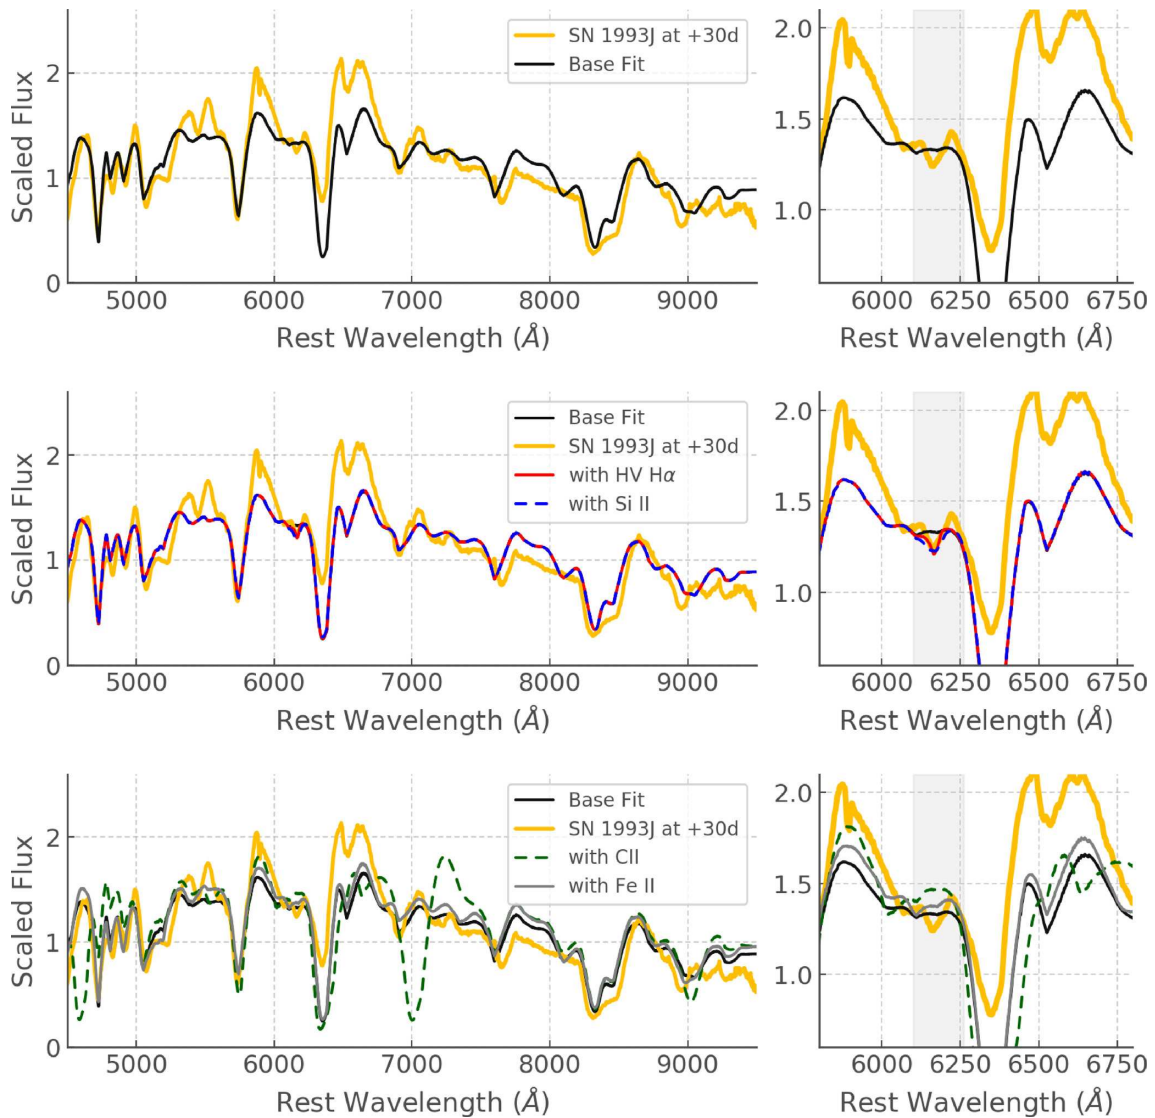 SN 1993J at +30d
Base Fit
Scaled Flux
2
1
0
5000 6000 7000 8000 9000
Rest Wavelength (Å)
2.0
1.5
1.0
6000 6250 6500 6750
Rest Wavelength (Å)
Base Fit
SN 1993J at +30d
with HV Hα
with Si II
Scaled Flux
2
1
0
5000 6000 7000 8000 9000
Rest Wavelength (Å)
2.0
1.5
1.0
6000 6250 6500 6750
Rest Wavelength (Å)
Base Fit
SN 1993J at +30d
with CII
with Fe II
Scaled Flux
2
1
0
5000 6000 7000 8000 9000
Rest Wavelength (Å)
2.0
1.5
1.0
6000 6250 6500 6750
Rest Wavelength (Å)